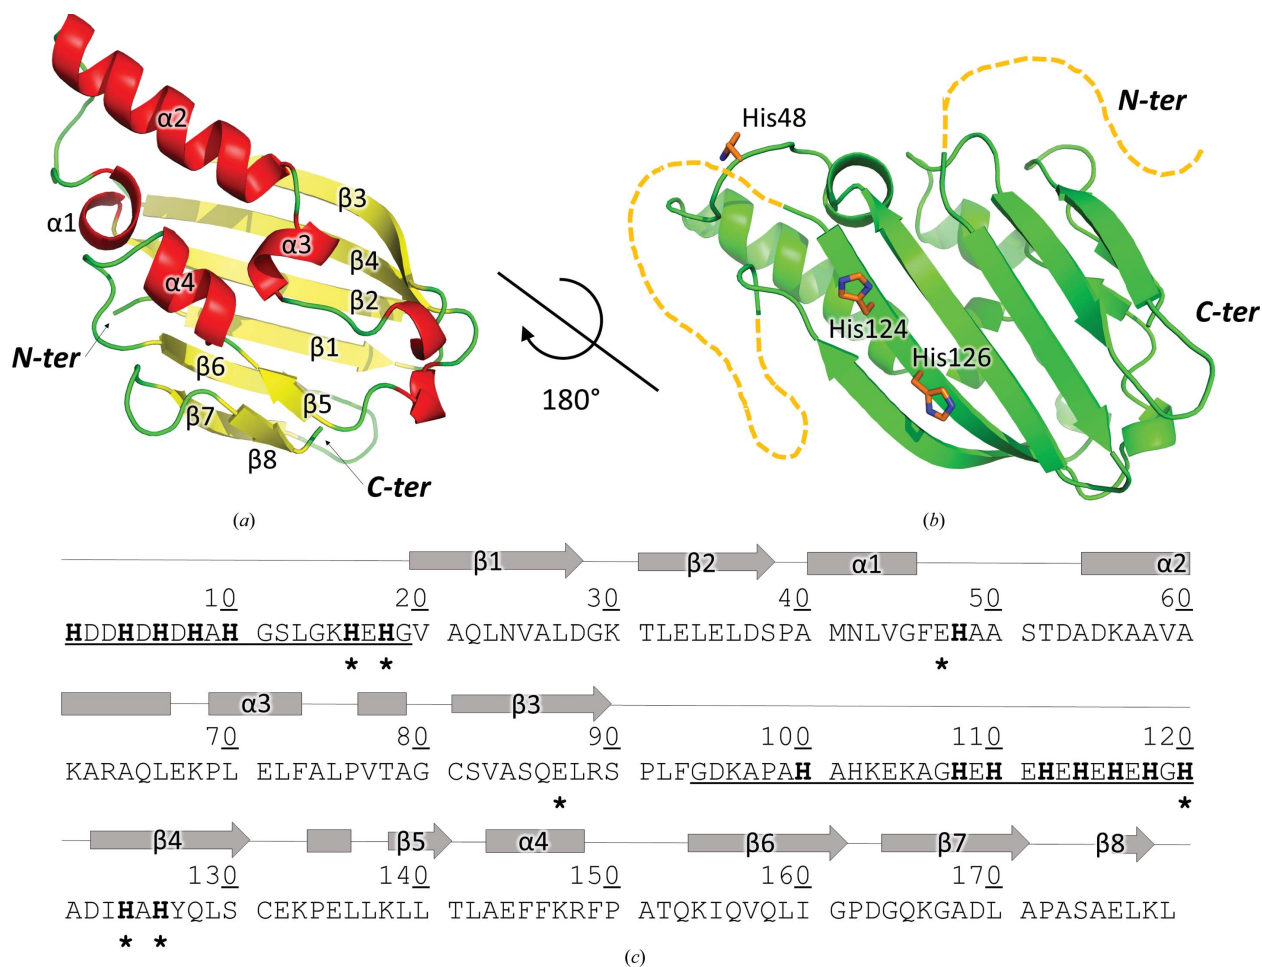 α2
β3
α1
α3
β4
α4
β2
N-ter
β1
β6
β5
β7
β8
C-ter
(a)
180°
N-ter
His48
C-ter
His124
His126
(b)
β1 β2 α1 α2
10 20 30 40 50 60
HDDHDHDHAH GSLGKHEHGV AQLNVALDGK TLELELDSPA MNLVGFEHAA STDADKAAVA
* * *
α3 β3
70 80 90 100 110 120
KARAQLEKPL ELFALPVTAG CSVASQELRS PLFGDKAPAH AHKEKAGHEH EHEHEHEHGH
* *
β4 β5 α4 β6 β7 β8
130 140 150 160 170
ADIHAHYQLS CEKPELLKLL TLAEFFKRFP ATQKIQVQLI GPDGQKGADL APASAELKL
* *
(c)